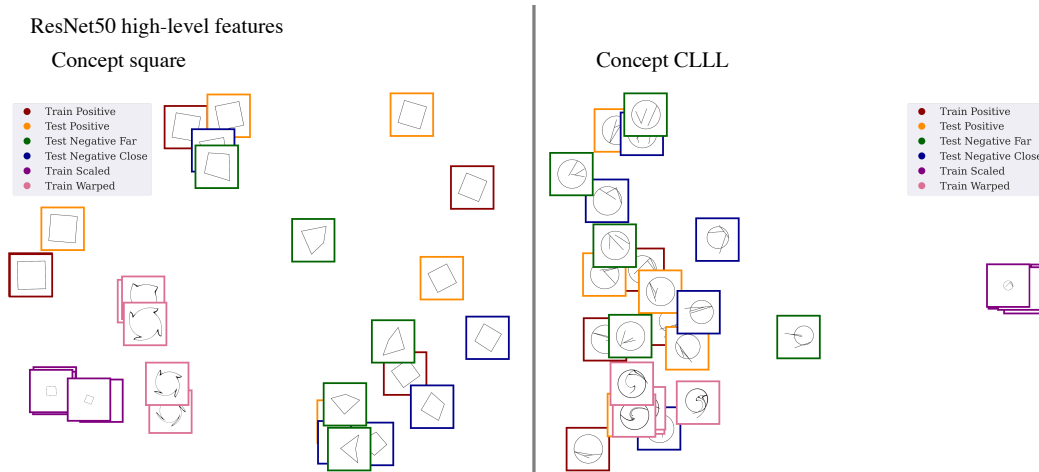 ResNet50 high-level features
Concept square
Train Positive
Test Positive
Test Negative Far
Test Negative Close
Train Scaled
Train Warped
Concept CLLL
Train Positive
Test Positive
Test Negative Far
Test Negative Close
Train Scaled
Train Warped